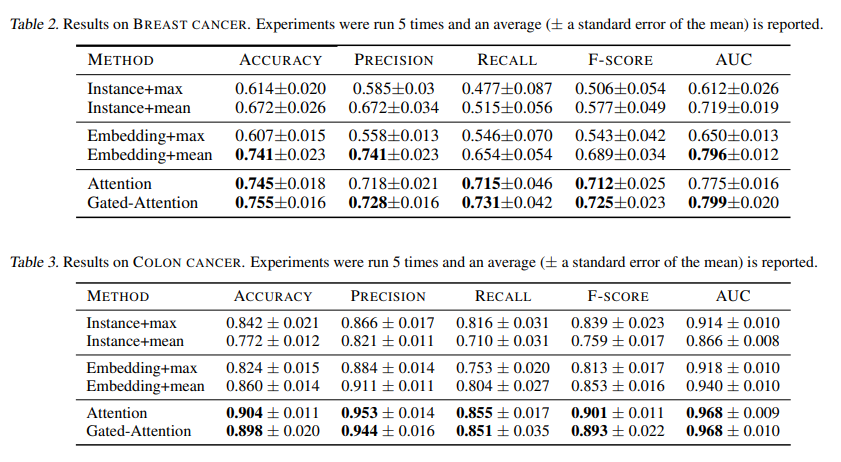 Table 2. Results on BREAST CANCER. Experiments were run 5 times and an average (± a standard error of the mean) is reported.
METHOD ACCURACY PRECISION RECALL F-SCORE AUC
Instance+max 0.614±0.020 0.585±0.03 0.477±0.087 0.506±0.054 0.612±0.026
Instance+mean 0.672±0.026 0.672±0.034 0.515±0.056 0.577±0.049 0.719±0.019
Embedding+max 0.607±0.015 0.558±0.013 0.546±0.070 0.543±0.042 0.650±0.013
Embedding+mean 0.741±0.023 0.741±0.023 0.654±0.054 0.689±0.034 0.796±0.012
Attention 0.745±0.018 0.718±0.021 0.715±0.046 0.712±0.025 0.775±0.016
Gated-Attention 0.755±0.016 0.728±0.016 0.731±0.042 0.725±0.023 0.799±0.020
Table 3. Results on COLON CANCER. Experiments were run 5 times and an average (± a standard error of the mean) is reported.
METHOD ACCURACY PRECISION RECALL F-SCORE AUC
Instance+max 0.842 ± 0.021 0.866 ± 0.017 0.816 ± 0.031 0.839 ± 0.023 0.914 ± 0.010
Instance+mean 0.772 ± 0.012 0.821 ± 0.011 0.710 ± 0.031 0.759 ± 0.017 0.866 ± 0.008
Embedding+max 0.824 ± 0.015 0.884 ± 0.014 0.753 ± 0.020 0.813 ± 0.017 0.918 ± 0.010
Embedding+mean 0.860 ± 0.014 0.911 ± 0.011 0.804 ± 0.027 0.853 ± 0.016 0.940 ± 0.010
Attention 0.904 ± 0.011 0.953 ± 0.014 0.855 ± 0.017 0.901 ± 0.011 0.968 ± 0.009
Gated-Attention 0.898 ± 0.020 0.944 ± 0.016 0.851 ± 0.035 0.893 ± 0.022 0.968 ± 0.010